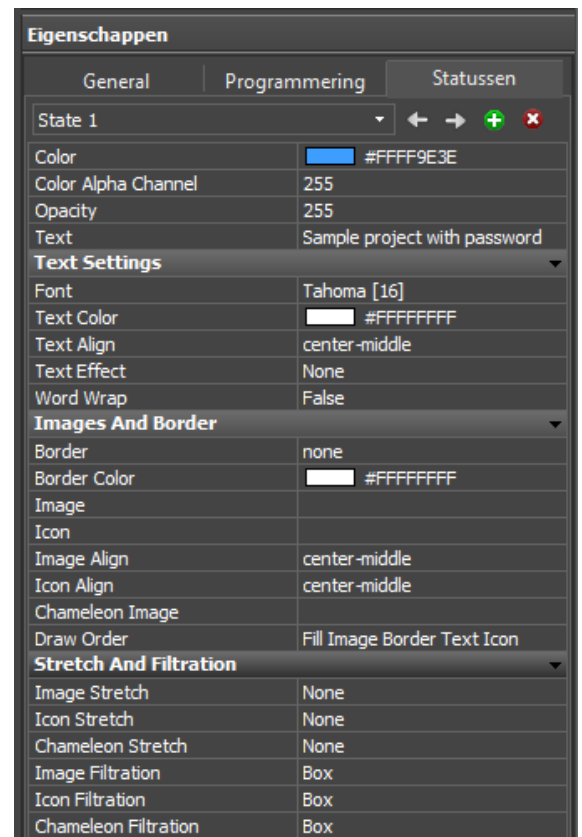 Eigenschappen
General Programmering Statussen
State 1
Color #FFFF9E3E
Color Alpha Channel 255
Opacity 255
Text Sample project with password
Text Settings
Font Tahoma [16]
Text Color #FFFFFFFF
Text Align center-middle
Text Effect None
Word Wrap False
Images And Border
Border none
Border Color #FFFFFFFF
Image
Icon
Image Align center-middle
Icon Align center-middle
Chameleon Image
Draw Order Fill Image Border Text Icon
Stretch And Filtration
Image Stretch None
Icon Stretch None
Chameleon Stretch None
Image Filtration Box
Icon Filtration Box
Chameleon Filtration Box